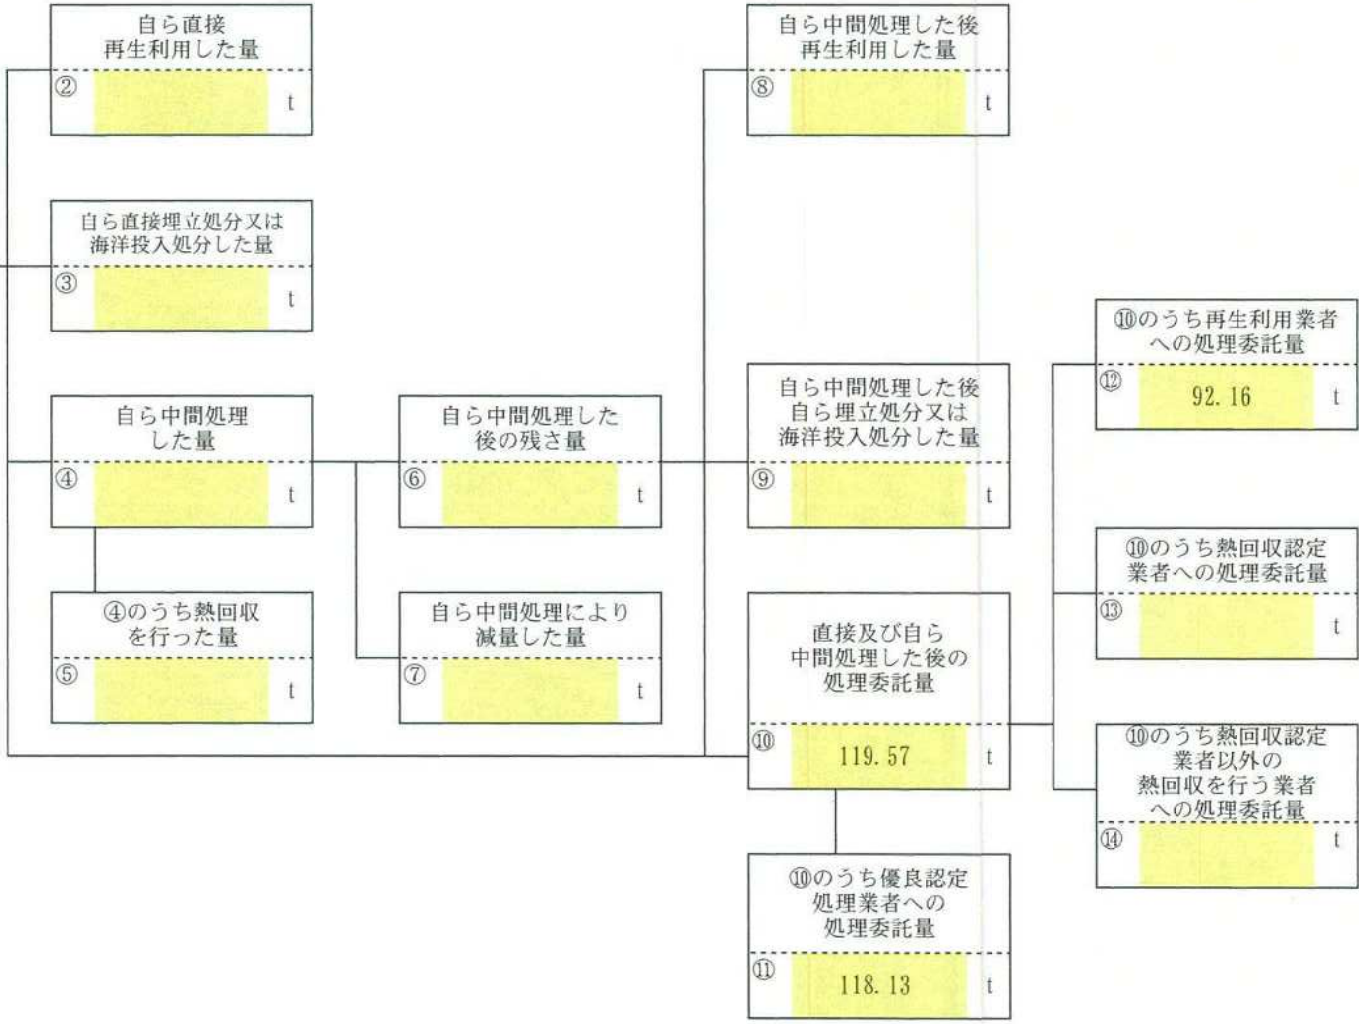 自ら直接
再生利用した量
② t
自ら中間処理した後
再生利用した量
⑧ t
自ら直接埋立処分又は
海洋投入処分した量
③ t
⑩のうち再生利用業者
への処理委託量
⑫ 92.16 t
自ら中間処理
した量
④ t
自ら中間処理した
後の残さ量
⑥ t
自ら中間処理した後
自ら埋立処分又は
海洋投入処分した量
⑨ t
⑩のうち熱回収認定
業者への処理委託量
⑬ t
④のうち熱回収
を行った量
⑤ t
自ら中間処理により
減量した量
⑦ t
直接及び自ら
中間処理した後の
処理委託量
⑩ 119.57 t
⑩のうち熱回収認定
業者以外の
熱回収を行う業者
への処理委託量
⑭ t
⑩のうち優良認定
処理業者への
処理委託量
⑪ 118.13 t